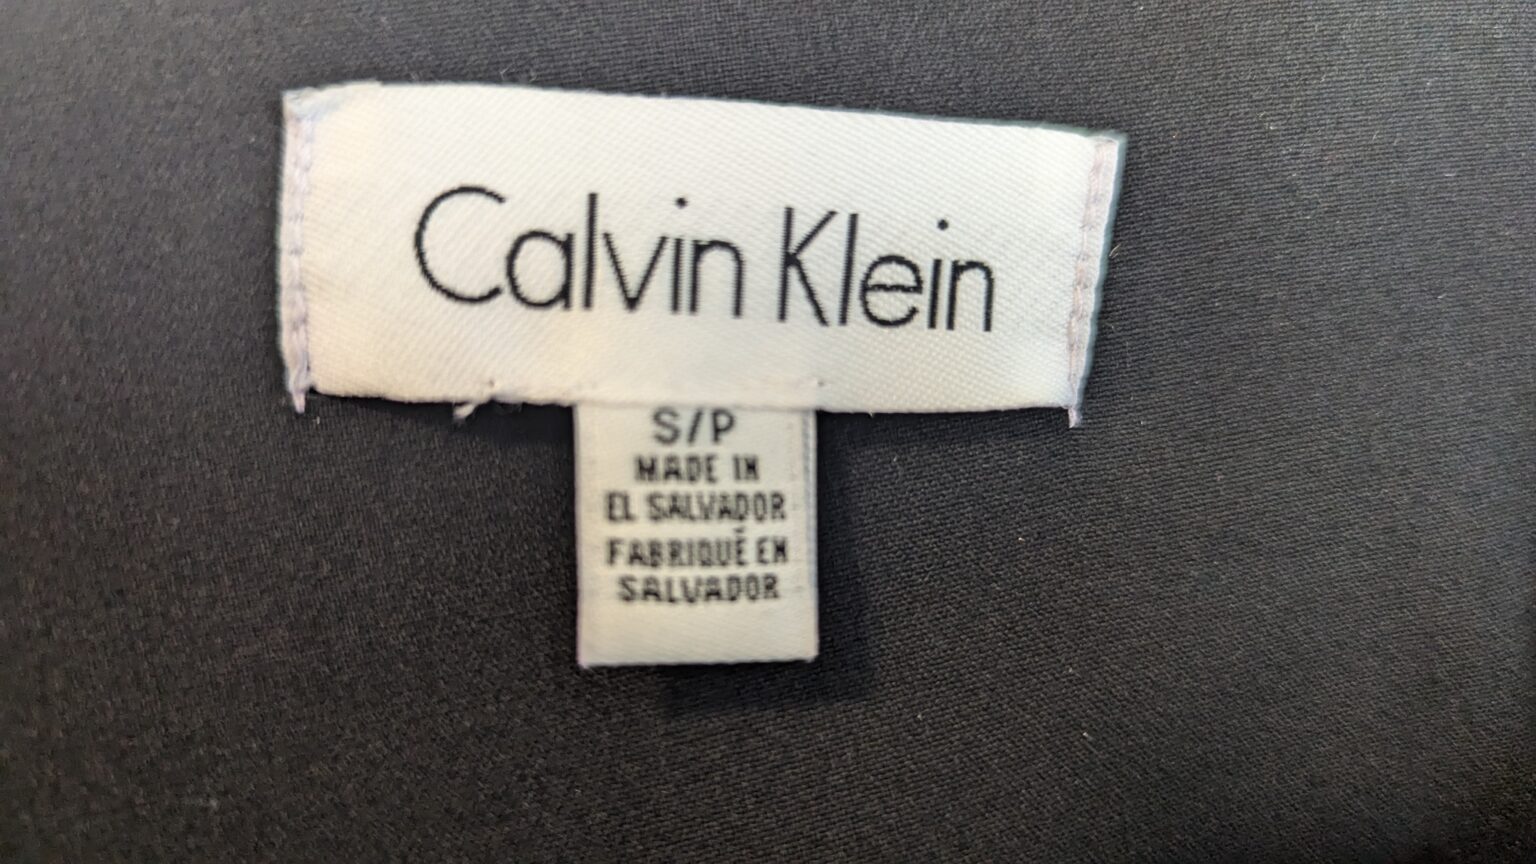 Calvin Klein
S/P
MADE IN
EL SALVADOR
FABRIQUÉ EN
SALVADOR